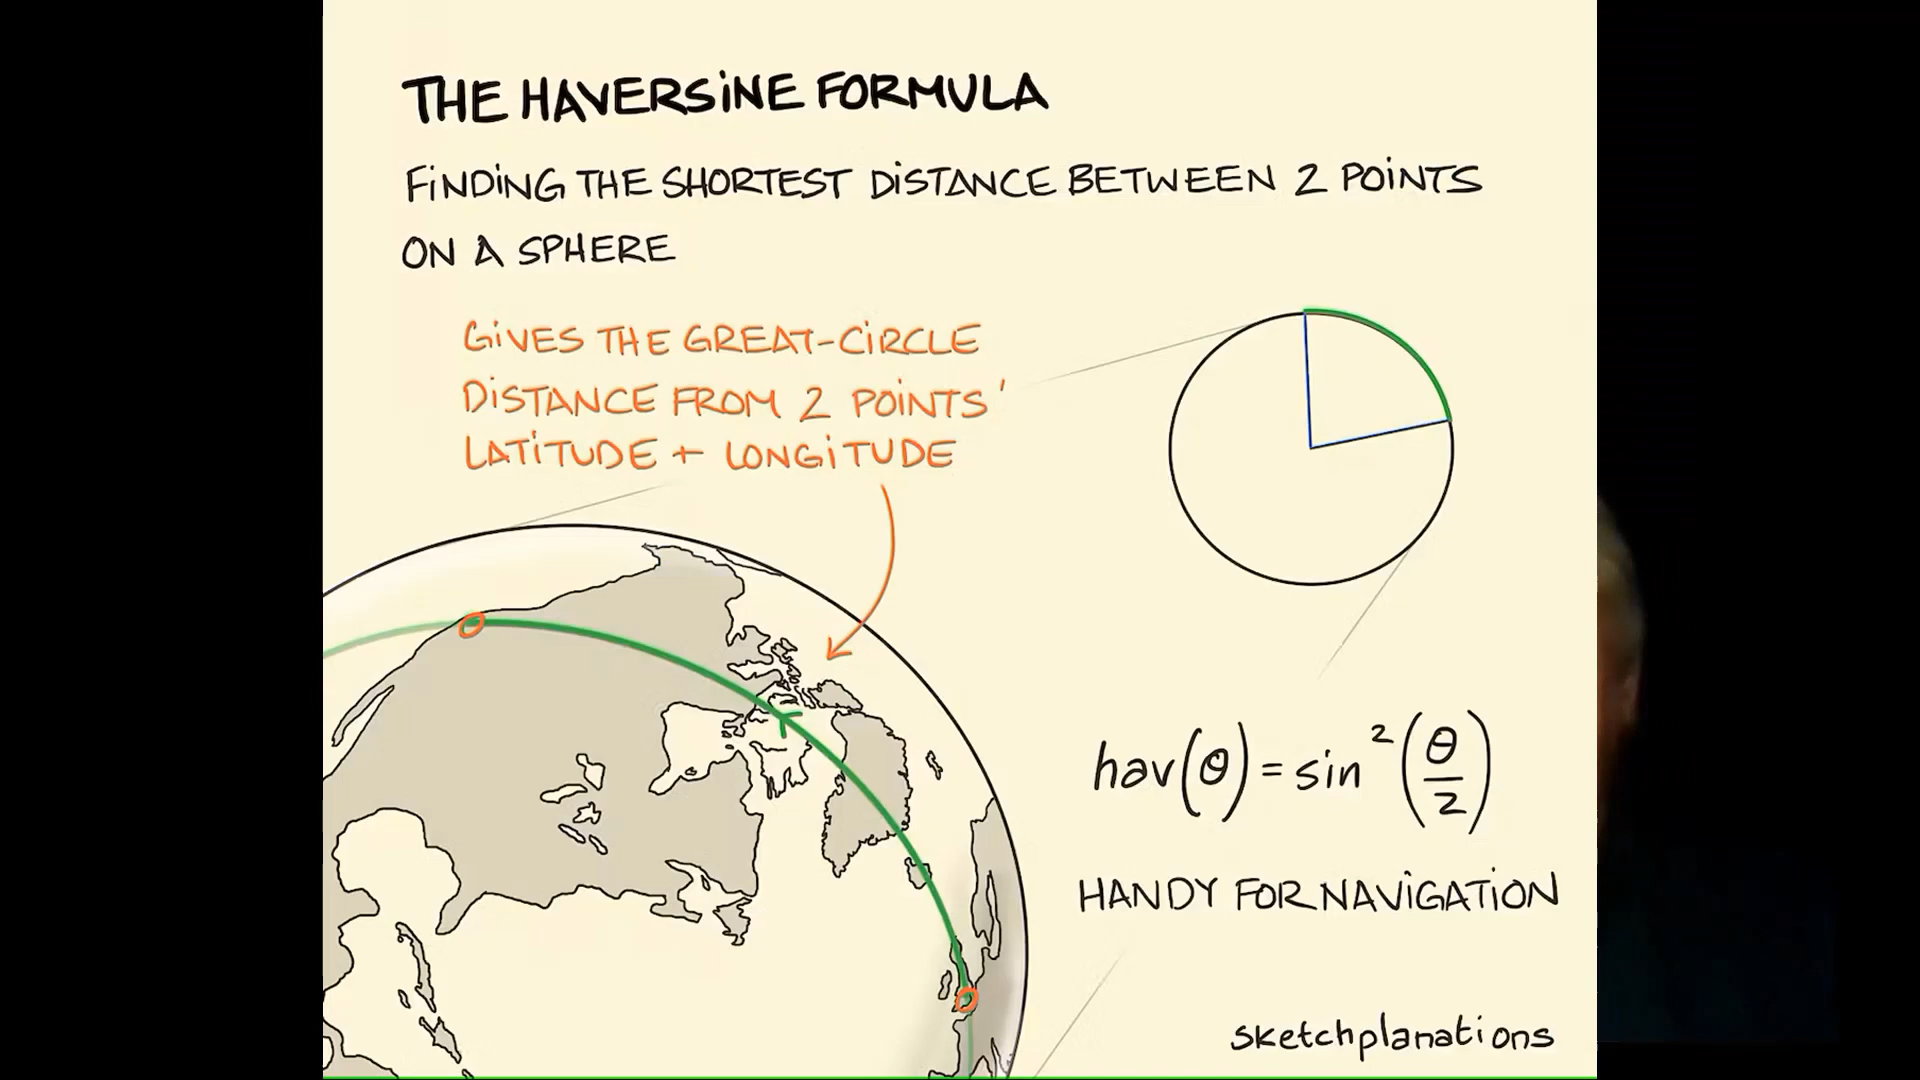 THE HAVERSINE FORMULA
FINDING THE SHORTEST DISTANCE BETWEEN 2 POINTS
ON A SPHERE
GIVES THE GREAT-CIRCLE
DISTANCE FROM 2 POINTS'
LATITUDE + LONGITUDE
hav(θ) = sin²(θ/2)
HANDY FOR NAVIGATION
sketchplanations